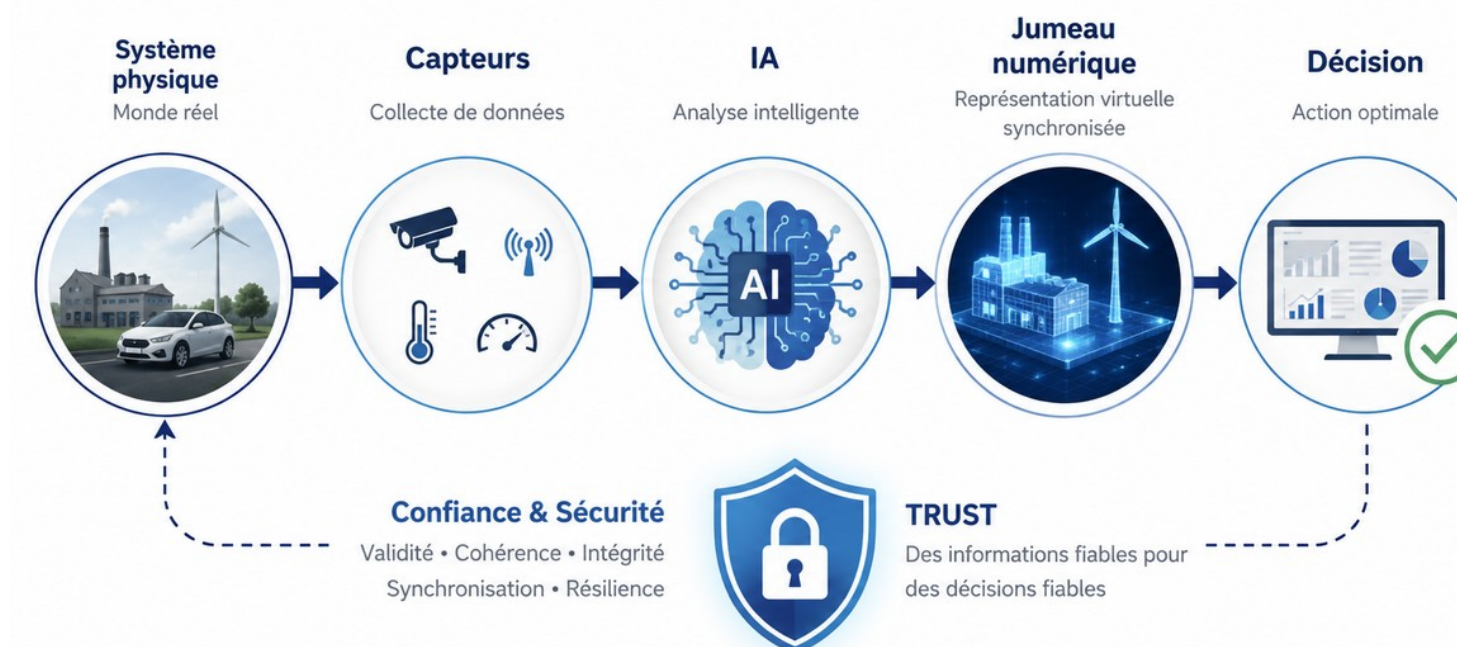 Système
physique
Monde réel
Capteurs
Collecte de données
IA
Analyse intelligente
Jumeau
numérique
Représentation virtuelle
synchronisée
Décision
Action optimale
AI
Confiance & Sécurité
Validité • Cohérence • Intégrité
Synchronisation • Résilience
TRUST
Des informations fiables pour
des décisions fiables